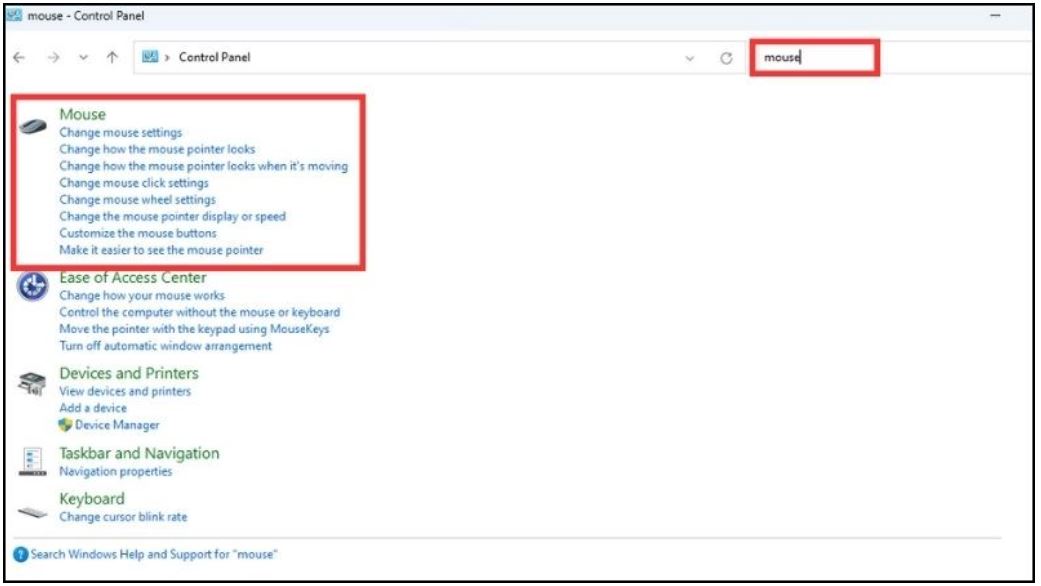 mouse - Control Panel
Control Panel
mouse
Mouse
Change mouse settings
Change how the mouse pointer looks
Change how the mouse pointer looks when it's moving
Change mouse click settings
Change mouse wheel settings
Change the mouse pointer display or speed
Customize the mouse buttons
Make it easier to see the mouse pointer
Ease of Access Center
Change how your mouse works
Control the computer without the mouse or keyboard
Move the pointer with the keypad using MouseKeys
Turn off automatic window arrangement
Devices and Printers
View devices and printers
Add a device
Device Manager
Taskbar and Navigation
Navigation properties
Keyboard
Change cursor blink rate
Search Windows Help and Support for "mouse"